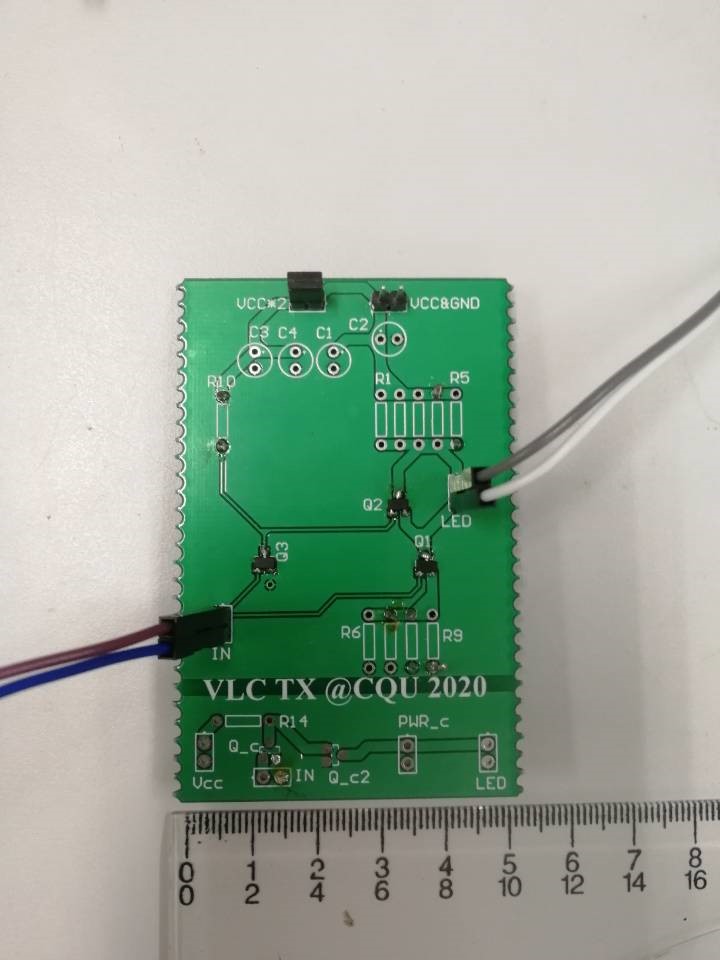 VCC*2 VCC&GND
C3 C4 C1 C2
R10 R1 R5
Q2
LED
Q3 Q1
R6 R9
IN
VLC TX @CQU 2020
R14 PWR_c
Q_c
Vcc IN Q_c2 LED
0 1 2 3 4 5 6 7 8
0 2 4 6 8 10 12 14 16